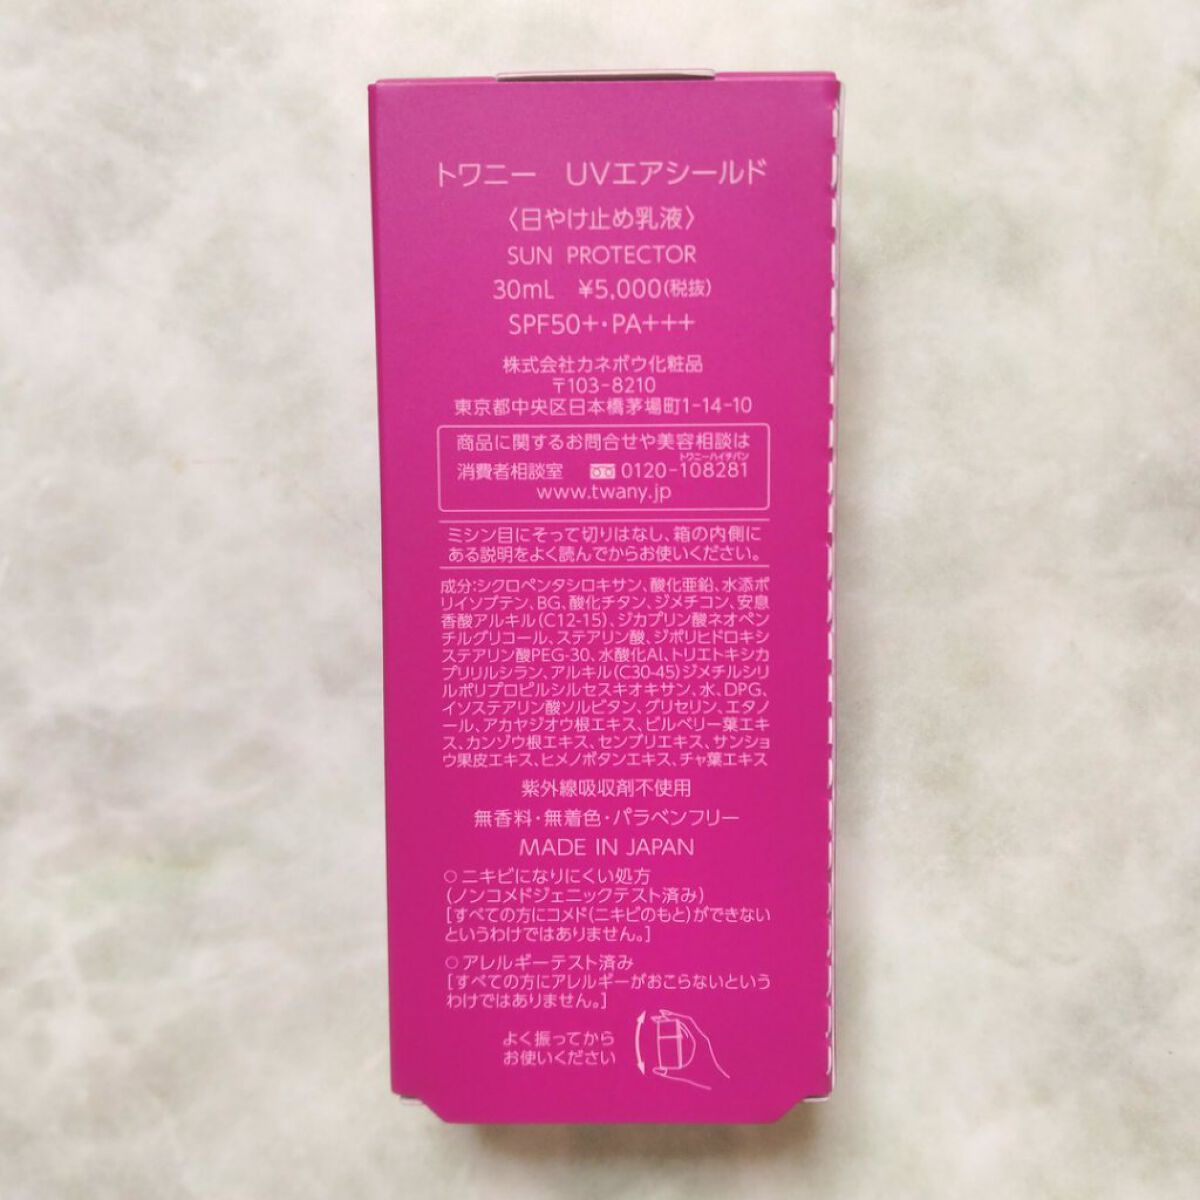 トワニー　UVエアシールド
〈日やけ止め乳液〉
SUN PROTECTOR
30mL ¥5,000(税抜)
SPF50+・PA+++
株式会社カネボウ化粧品
〒103-8210
東京都中央区日本橋茅場町1-14-10
商品に関するお問合せや美容相談は
トワニーハイチバン
消費者相談室 0120-108281
www.twany.jp
ミシン目にそって切りはなし、箱の内側に
ある説明をよく読んでからお使いください。
成分:シクロペンタシロキサン、酸化亜鉛、水添ポ
リイソブテン、BG、酸化チタン、ジメチコン、安息
香酸アルキル(C12-15)、ジカプリン酸ネオペン
チルグリコール、ステアリン酸、ジポリヒドロキシ
ステアリン酸PEG-30、水酸化Al、トリエトキシカ
プリリルシラン、アルキル(C30-45)ジメチルシリ
ルポリプロピルシルセスキオキサン、水、DPG、
イソステアリン酸ソルビタン、グリセリン、エタノ
ール、アカヤジオウ根エキス、ビルベリー葉エキ
ス、カンゾウ根エキス、センブリエキス、サンショ
ウ果皮エキス、ヒメノボタンエキス、チャ葉エキス
紫外線吸収剤不使用
無香料・無着色・パラベンフリー
MADE IN JAPAN
○ニキビになりにくい処方
(ノンコメドジェニックテスト済み)
[すべての方にコメド(ニキビのもと)ができない
というわけではありません。]
○アレルギーテスト済み
[すべての方にアレルギーがおこらないという
わけではありません。]
よく振ってから
お使いください